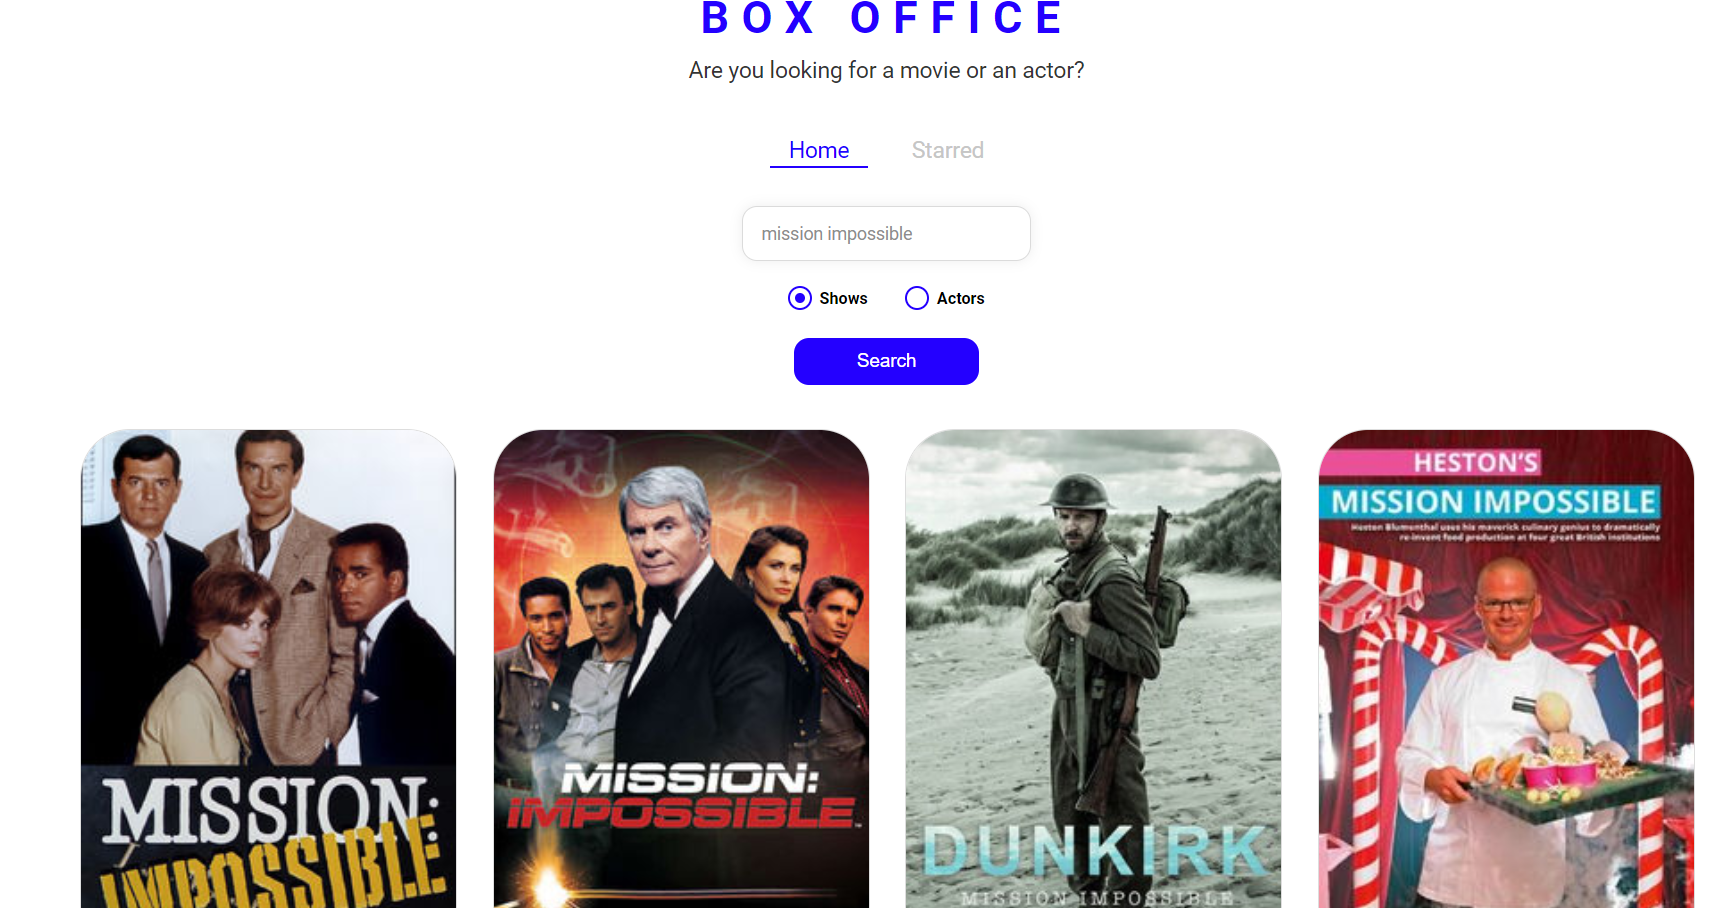 BOX OFFICE
Are you looking for a movie or an actor?
Home Starred
mission impossible
Shows Actors
Search
MISSION:
IMPOSSIBLE
MISSION:
IMPOSSIBLE
DUNKIRK
MISSION IMPOSSIBLE
HESTON'S
MISSION IMPOSSIBLE
Heston Blumenthal uses his maverick culinary genius to dramatically
re-invent food production at four great British institutions